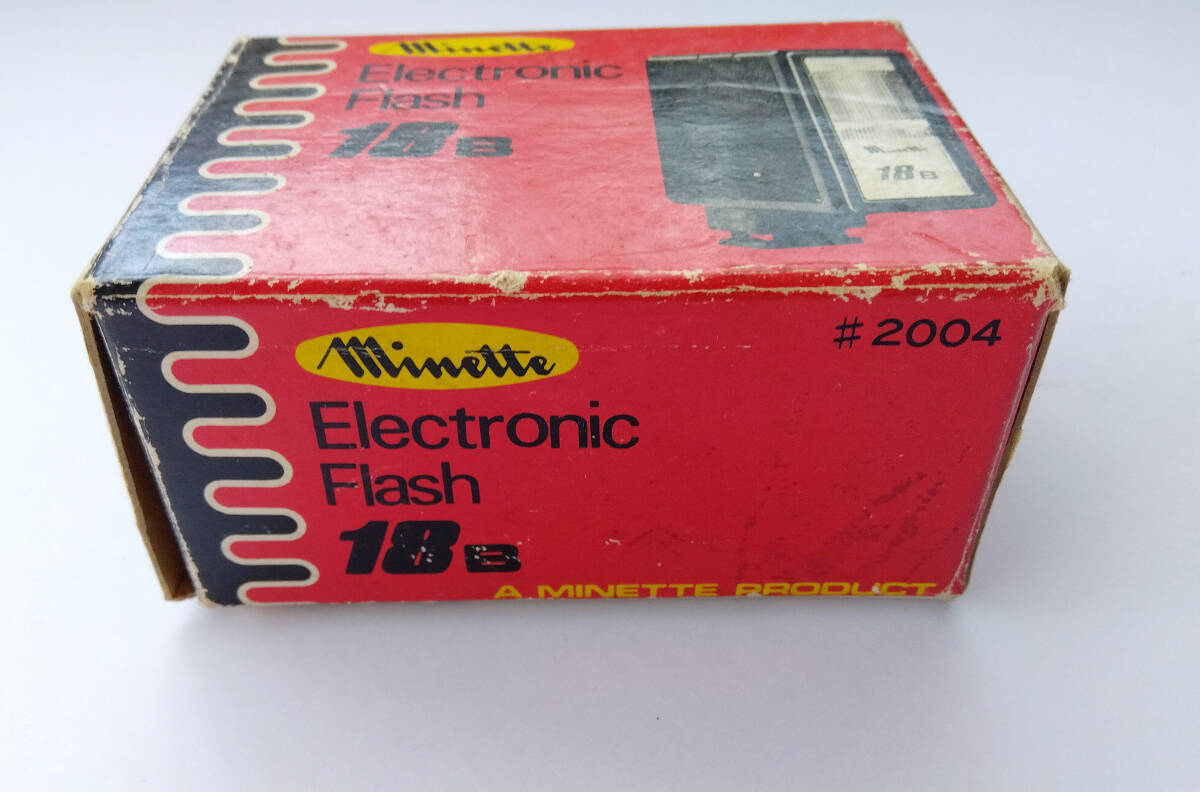 Minette
Electronic
Flash
18B
Minette
18B
Minette
# 2004
Electronic
Flash
18B
A MINETTE PRODUCT